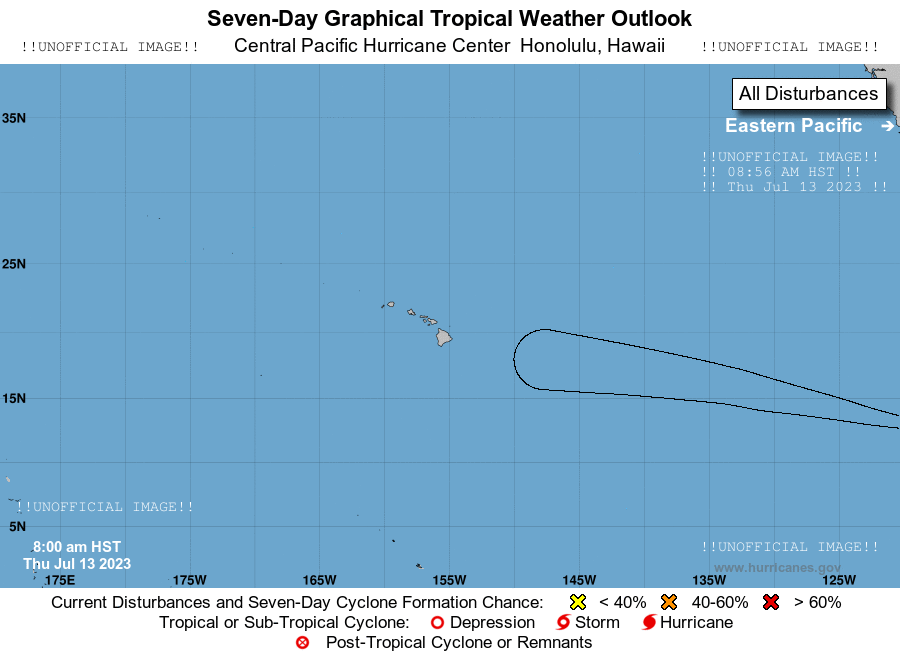 Seven-Day Graphical Tropical Weather Outlook
!!UNOFFICIAL IMAGE!! Central Pacific Hurricane Center Honolulu, Hawaii !!UNOFFICIAL IMAGE!!
All Disturbances
35N
Eastern Pacific →
!!UNOFFICIAL IMAGE!!
!! 08:56 AM HST !!
!! Thu Jul 13 2023 !!
25N
15N
!!UNOFFICIAL IMAGE!!
5N
8:00 am HST
Thu Jul 13 2023
!!UNOFFICIAL IMAGE!!
www.hurricanes.gov
175E 175W 165W 155W 145W 135W 125W
Current Disturbances and Seven-Day Cyclone Formation Chance: < 40% 40-60% > 60%
Tropical or Sub-Tropical Cyclone: Depression Storm Hurricane
Post-Tropical Cyclone or Remnants